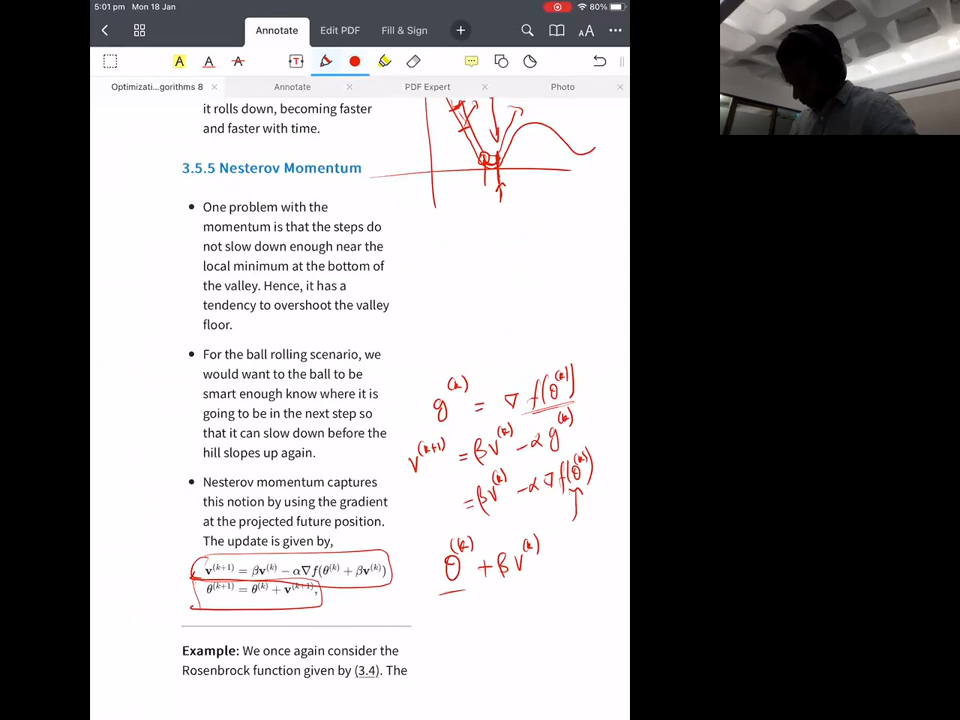 5:01 pm Mon 18 Jan
80%
Annotate Edit PDF Fill & Sign
AA
A A A T
Optimizati...gorithms 8 Annotate PDF Expert Photo
it rolls down, becoming faster
and faster with time.
3.5.5 Nesterov Momentum
One problem with the
momentum is that the steps do
not slow down enough near the
local minimum at the bottom of
the valley. Hence, it has a
tendency to overshoot the valley
floor.
For the ball rolling scenario, we
would want to the ball to be
smart enough know where it is
going to be in the next step so
that it can slow down before the
hill slopes up again.
Nesterov momentum captures
this notion by using the gradient
at the projected future position.
The update is given by,
v^(k+1) = βv^(k) − α∇f(θ^(k) + βv^(k))
θ^(k+1) = θ^(k) + v^(k+1),
g^(k) = ∇ f(θ^(k))
v^(k+1) = βv^(k) − α g^(k)
= βv^(k) − α ∇ f(θ^(k))
θ^(k) + βv^(k)
Example: We once again consider the
Rosenbrock function given by (3.4). The